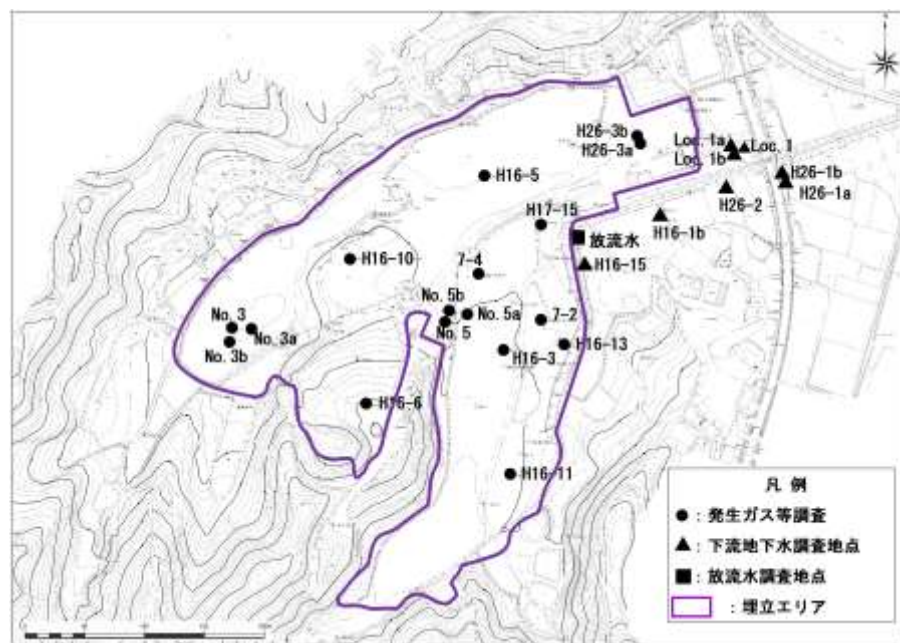 H26-3b
H26-3a
Loc. 1a
Loc. 1
Loc. 1b
H26-1b
H26-1a
H26-2
H16-5
H17-15
H16-1b
放流水
H16-15
H16-10
7-4
No. 5b
No. 5a
No. 5
7-2
No. 3
No. 3a
No. 3b
H16-3
H16-13
H16-6
H16-11
凡 例
● : 発生ガス等調査
▲ : 下流地下水調査地点
■ : 放流水調査地点
: 埋立エリア